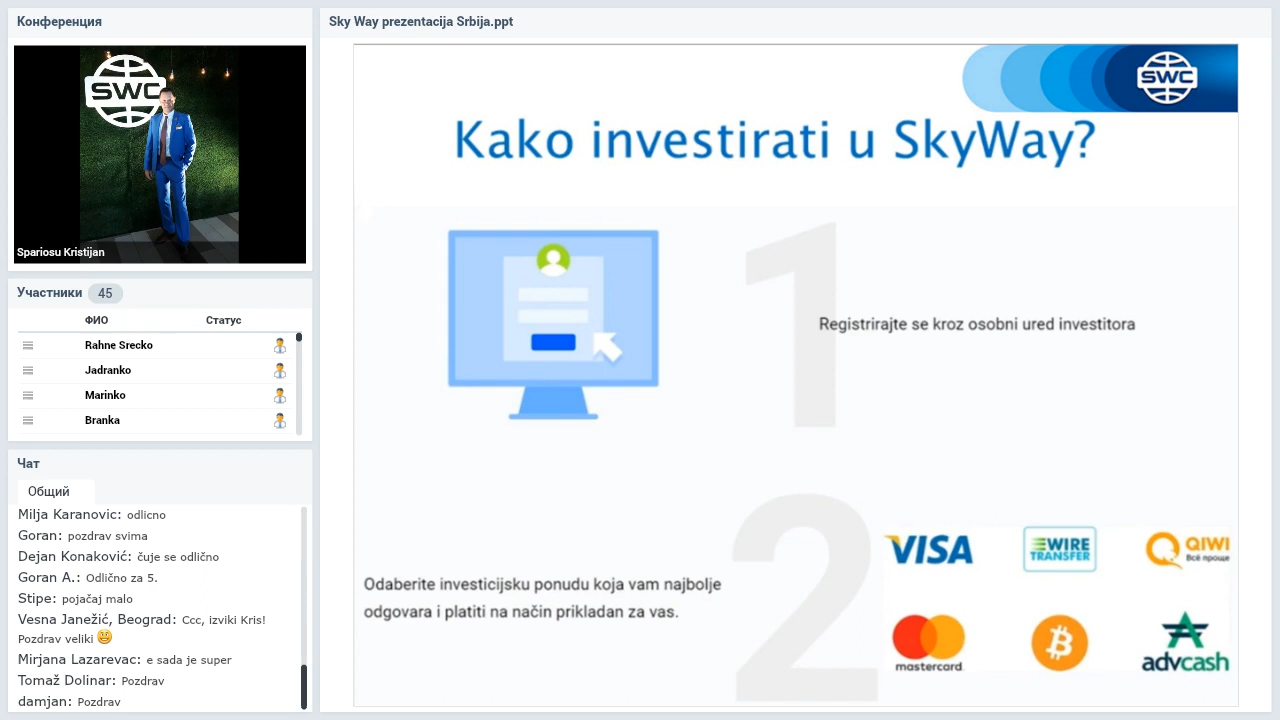 Конференция
SWC
Spariosu Kristijan
Участники 45
ФИО Статус
Rahne Srecko
Jadranko
Marinko
Branka
Чат
Общий
Milja Karanovic: odlicno
Goran: pozdrav svima
Dejan Konaković: čuje se odlično
Goran A.: Odlično za 5.
Stipe: pojačaj malo
Vesna Janežić, Beograd: Ccc, izviki Kris!
Pozdrav veliki
Mirjana Lazarevac: e sada je super
Tomaž Dolinar: Pozdrav
damjan: Pozdrav
Sky Way prezentacija Srbija.ppt
SWC
Kako investirati u SkyWay?
1
Registrirajte se kroz osobni ured investitora
2
Odaberite investicijsku ponudu koja vam najbolje
odgovara i platiti na način prikladan za vas.
VISA
WIRE
TRANSFER
QIWI
Всё проще
mastercard
advcash